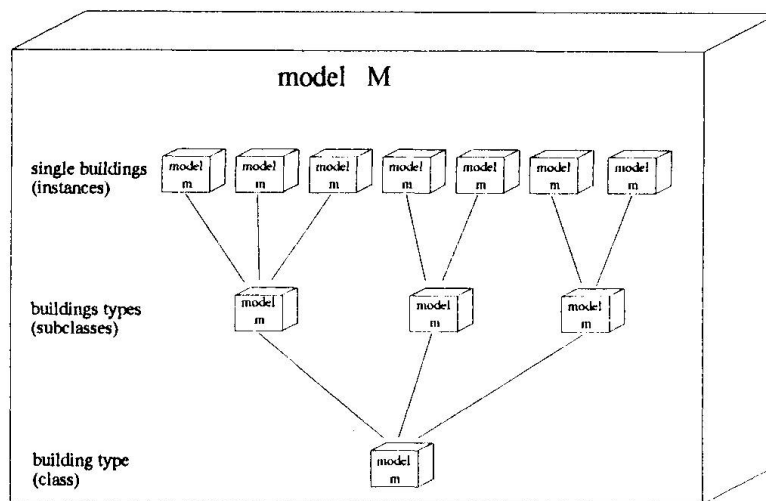 model M
single buildings
(instances)
model
m
model
m
model
m
model
m
model
m
model
m
model
m
buildings types
(subclasses)
model
m
model
m
model
m
building type
(class)
model
m